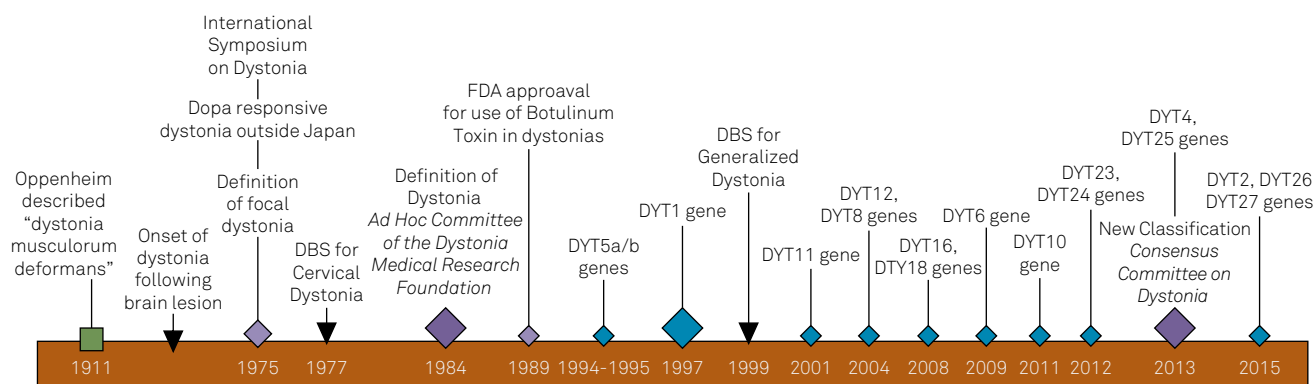 Oppenheim
described
“dystonia
musculorum
deformans”
Onset of
dystonia
following
brain lesion
International
Symposium
on Dystonia
Dopa responsive
dystonia outside Japan
Definition
of focal
dystonia
DBS for
Cervical
Dystonia
Definition of
Dystonia
Ad Hoc Committee
of the Dystonia
Medical Research
Foundation
FDA approaval
for use of Botulinum
Toxin in dystonias
DYT5a/b
genes
DYT1 gene
DBS for
Generalized
Dystonia
DYT11 gene
DYT12,
DYT8 genes
DYT16,
DTY18 genes
DYT6 gene
DYT10
gene
DYT23,
DYT24 genes
DYT4,
DYT25 genes
New Classification
Consensus
Committee on
Dystonia
DYT2, DYT26
DYT27 genes
1911
1975
1977
1984
1989
1994-1995
1997
1999
2001
2004
2008
2009
2011
2012
2013
2015